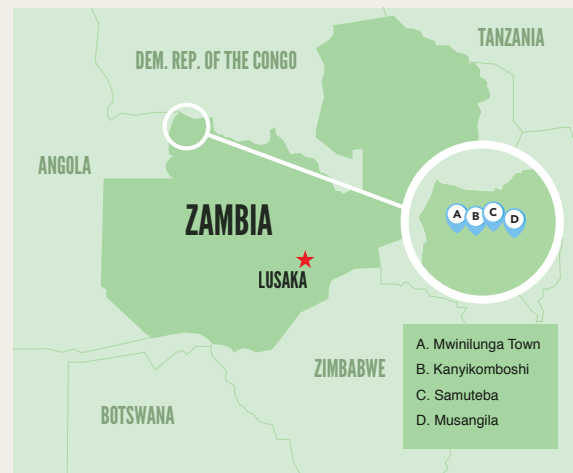 TANZANIA
DEM. REP. OF THE CONGO
ANGOLA
ZAMBIA
A B C D
LUSAKA
ZIMBABWE
BOTSWANA
A. Mwinilunga Town
B. Kanyikomboshi
C. Samuteba
D. Musangila